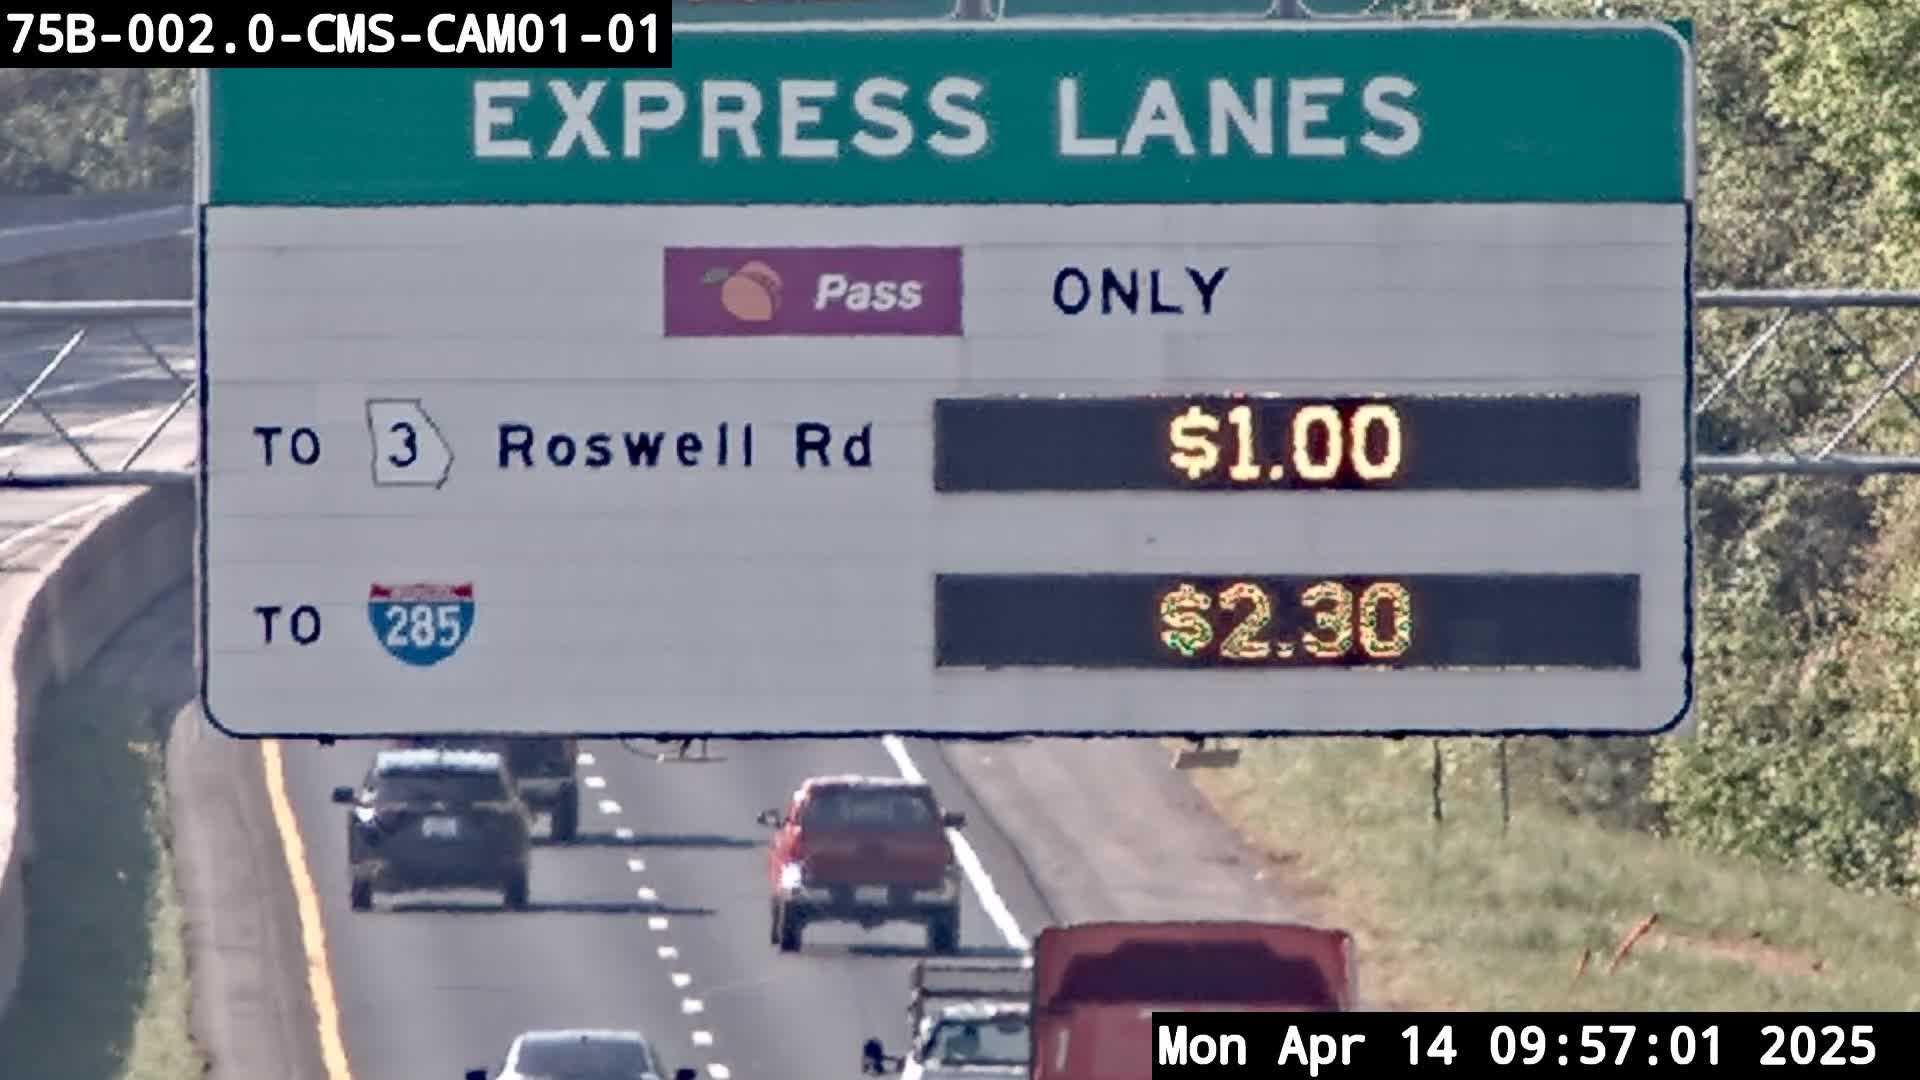 75B-002.0-CMS-CAM01-01
EXPRESS LANES
Pass ONLY
TO 3 Roswell Rd $1.00
TO 285 $2.30
Mon Apr 14 09:57:01 2025